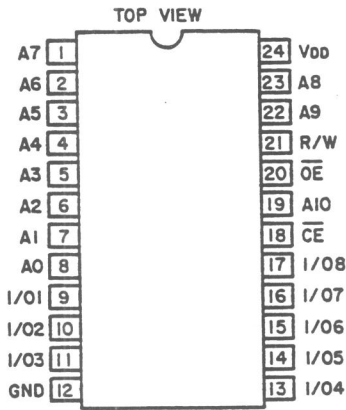 TOP VIEW
A7 1 24 VDD
A6 2 23 A8
A5 3 22 A9
A4 4 21 R/W
A3 5 20 O̅E̅
A2 6 19 A10
A1 7 18 C̅E̅
A0 8 17 I/O8
I/O1 9 16 I/O7
I/O2 10 15 I/O6
I/O3 11 14 I/O5
GND 12 13 I/O4